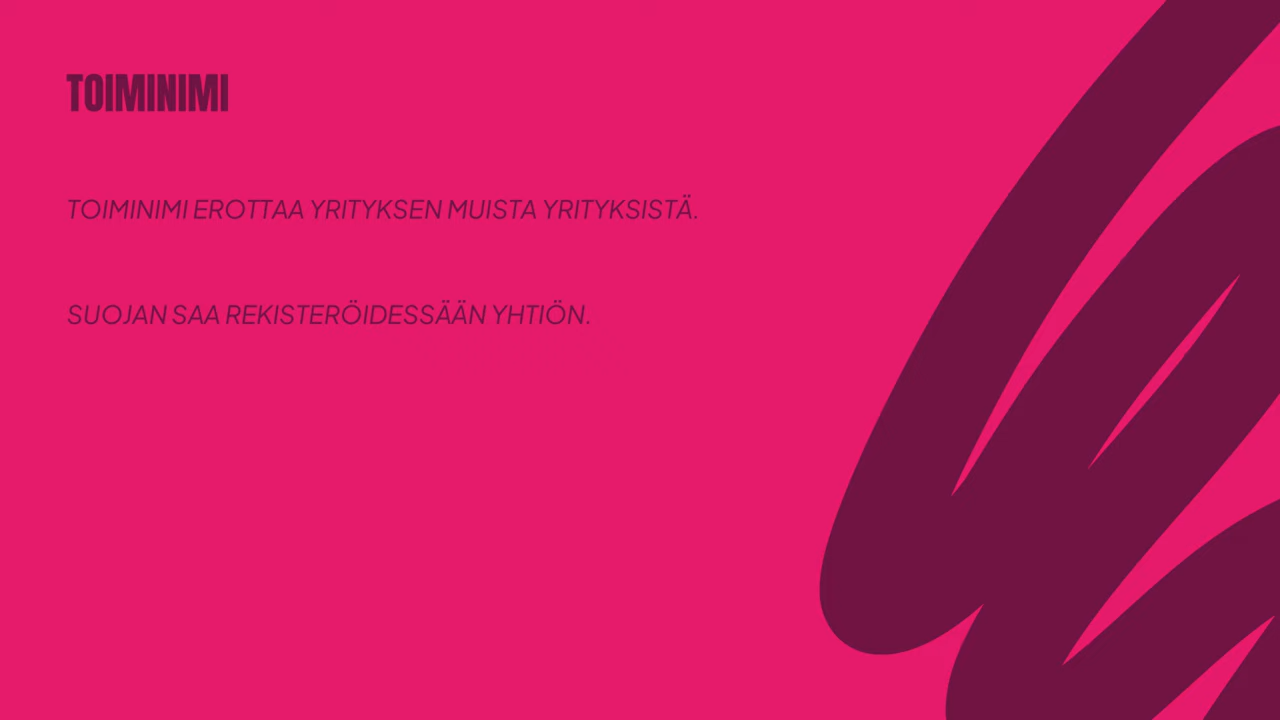 TOIMINIMI
TOIMINIMI EROTTAA YRITYKSEN MUISTA YRITYKSISTÄ.
SUOJAN SAA REKISTERÖIDESSÄÄN YHTIÖN.